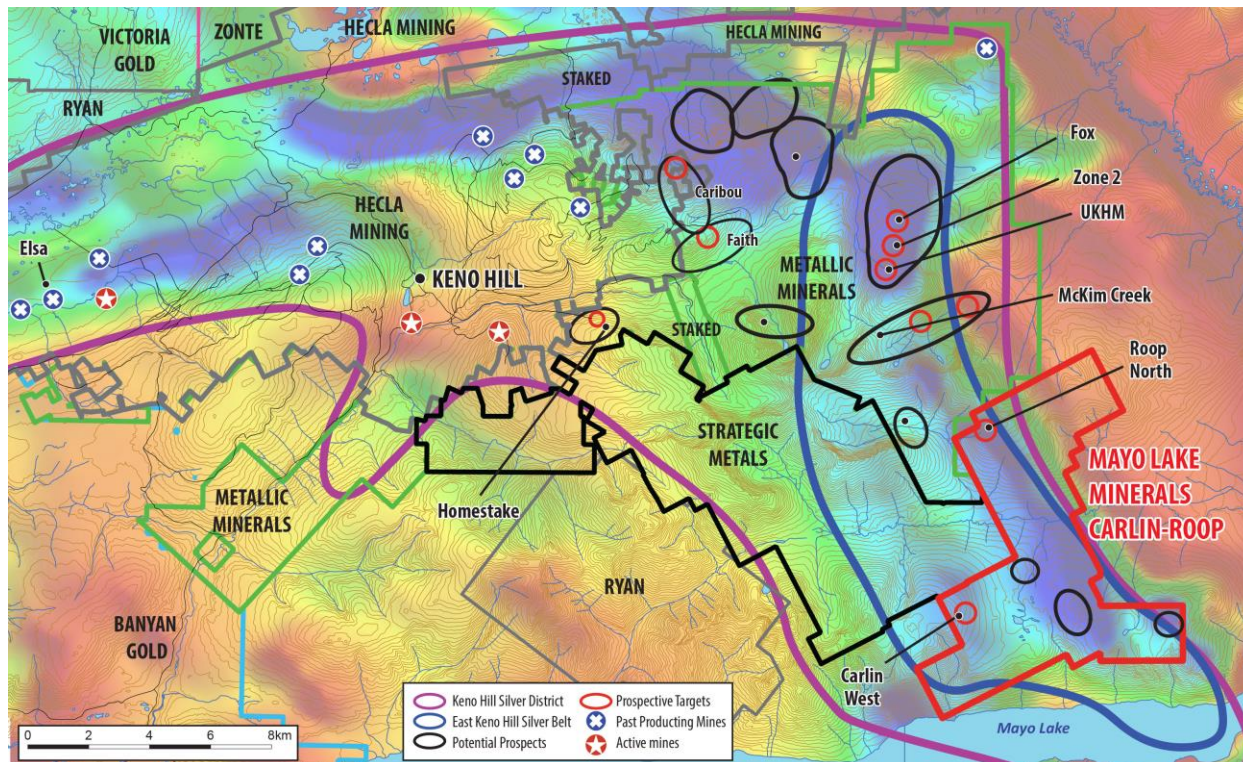 VICTORIA
GOLD
ZONTE
HECLA MINING
HECLA MINING
STAKED
RYAN
Fox
Zone 2
UKHM
Caribou
Faith
HECLA
MINING
Elsa
KENO HILL
METALLIC
MINERALS
McKim Creek
STAKED
Roop
North
STRATEGIC
METALS
MAYO LAKE
MINERALS
CARLIN-ROOP
METALLIC
MINERALS
Homestake
RYAN
BANYAN
GOLD
Carlin
West
Keno Hill Silver District
East Keno Hill Silver Belt
Potential Prospects
Prospective Targets
Past Producing Mines
Active mines
Mayo Lake
0 2 4 6 8km